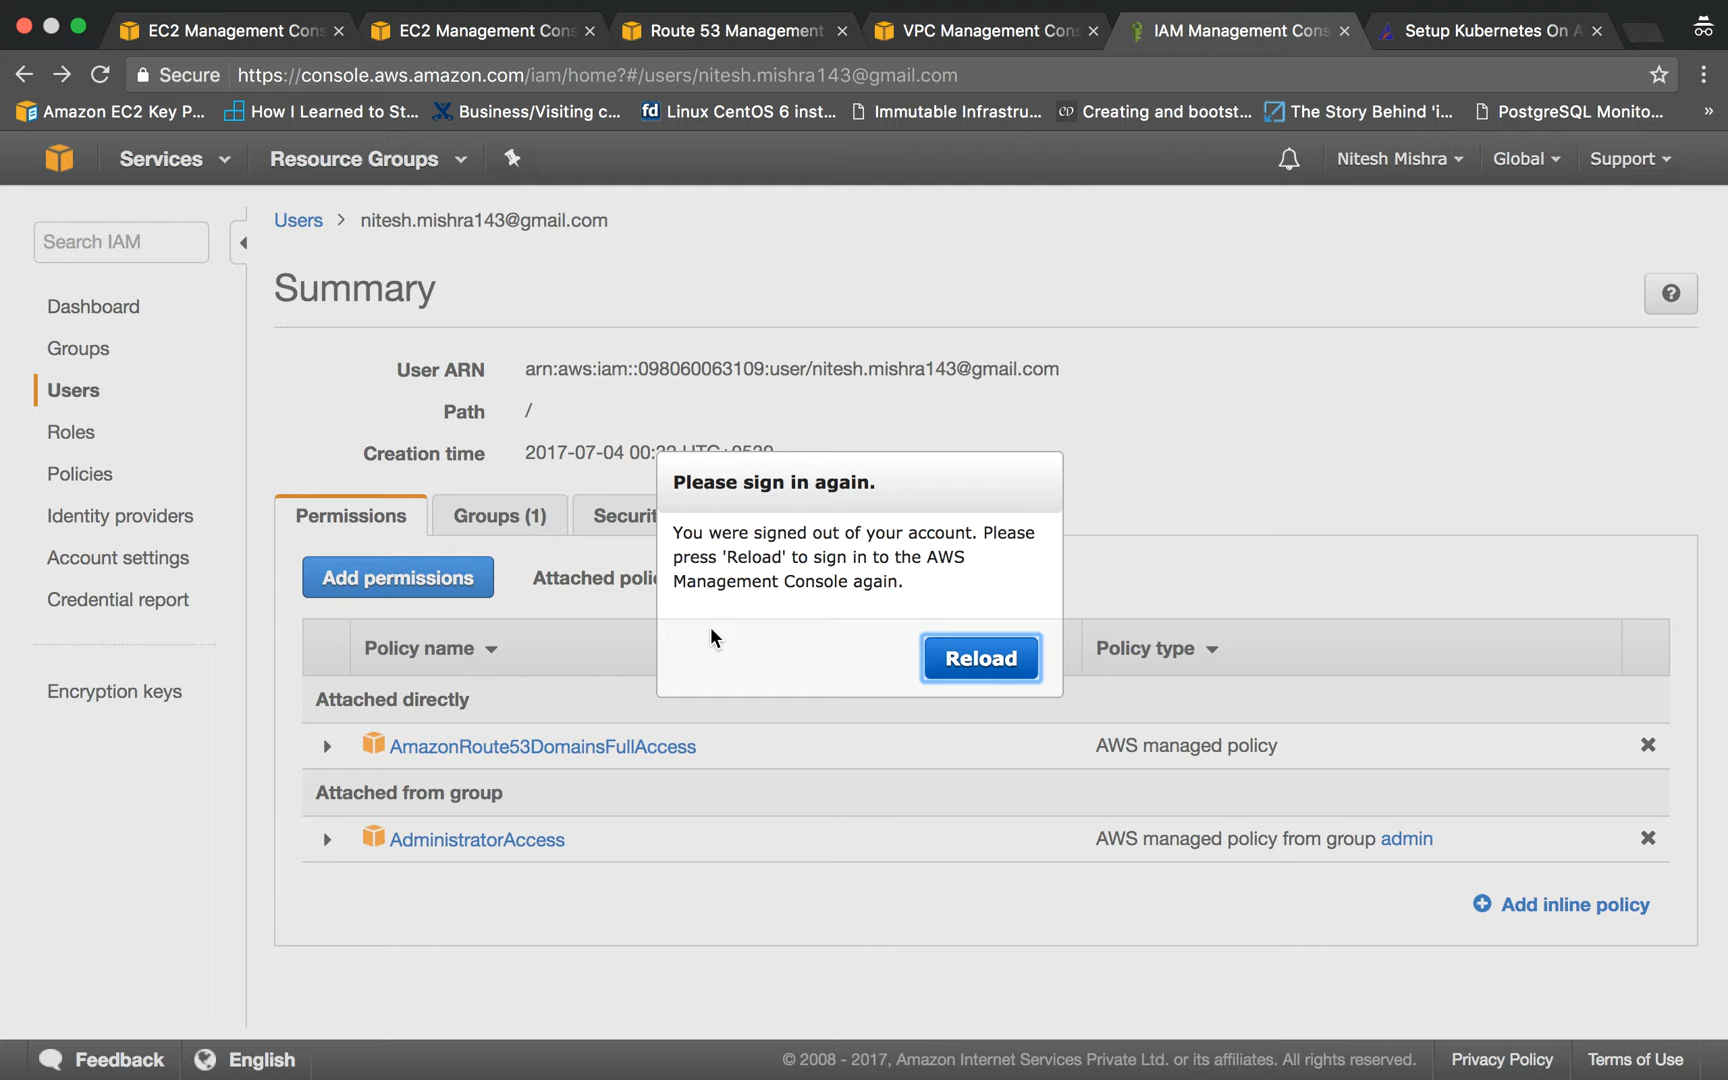 EC2 Management Cons
EC2 Management Cons
Route 53 Management
VPC Management Cons
IAM Management Cons
Setup Kubernetes On A
Secure
https://console.aws.amazon.com/iam/home?#/users/nitesh.mishra143@gmail.com
Amazon EC2 Key P...
How I Learned to St...
Business/Visiting c...
fd Linux CentOS 6 inst...
Immutable Infrastru...
Creating and bootst...
The Story Behind 'i...
PostgreSQL Monito...
»
Services
Resource Groups
Nitesh Mishra
Global
Support
Search IAM
Dashboard
Groups
Users
Roles
Policies
Identity providers
Account settings
Credential report
Encryption keys
Users > nitesh.mishra143@gmail.com
Summary
User ARN arn:aws:iam::098060063109:user/nitesh.mishra143@gmail.com
Path /
Creation time 2017-07-04
Permissions
Groups (1)
Securit
Add permissions
Attached poli
Please sign in again.
You were signed out of your account. Please
press 'Reload' to sign in to the AWS
Management Console again.
Reload
Policy name
Policy type
Attached directly
AmazonRoute53DomainsFullAccess
AWS managed policy
Attached from group
AdministratorAccess
AWS managed policy from group admin
Add inline policy
Feedback
English
© 2008 - 2017, Amazon Internet Services Private Ltd. or its affiliates. All rights reserved.
Privacy Policy
Terms of Use